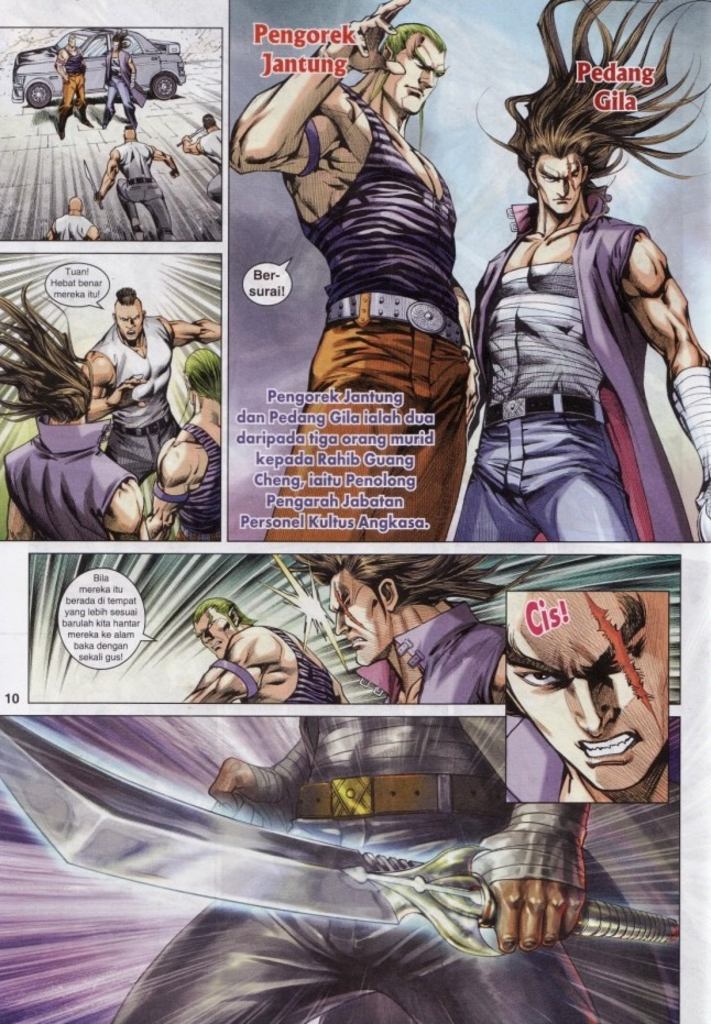 Pengorek
Jantung
Pedang
Gila
Tuan!
Hebat benar
mereka itu!
Ber-
surai!
Pengorek Jantung
dan Pedang Gila ialah dua
daripada tiga orang murid
kepada Rahib Guang
Cheng, iaitu Penolong
Pengarah Jabatan
Personel Kultus Angkasa.
Bila
mereka itu
berada di tempat
yang lebih sesuai
barulah kita hantar
mereka ke alam
baka dengan
sekali gus!
Cis!
10